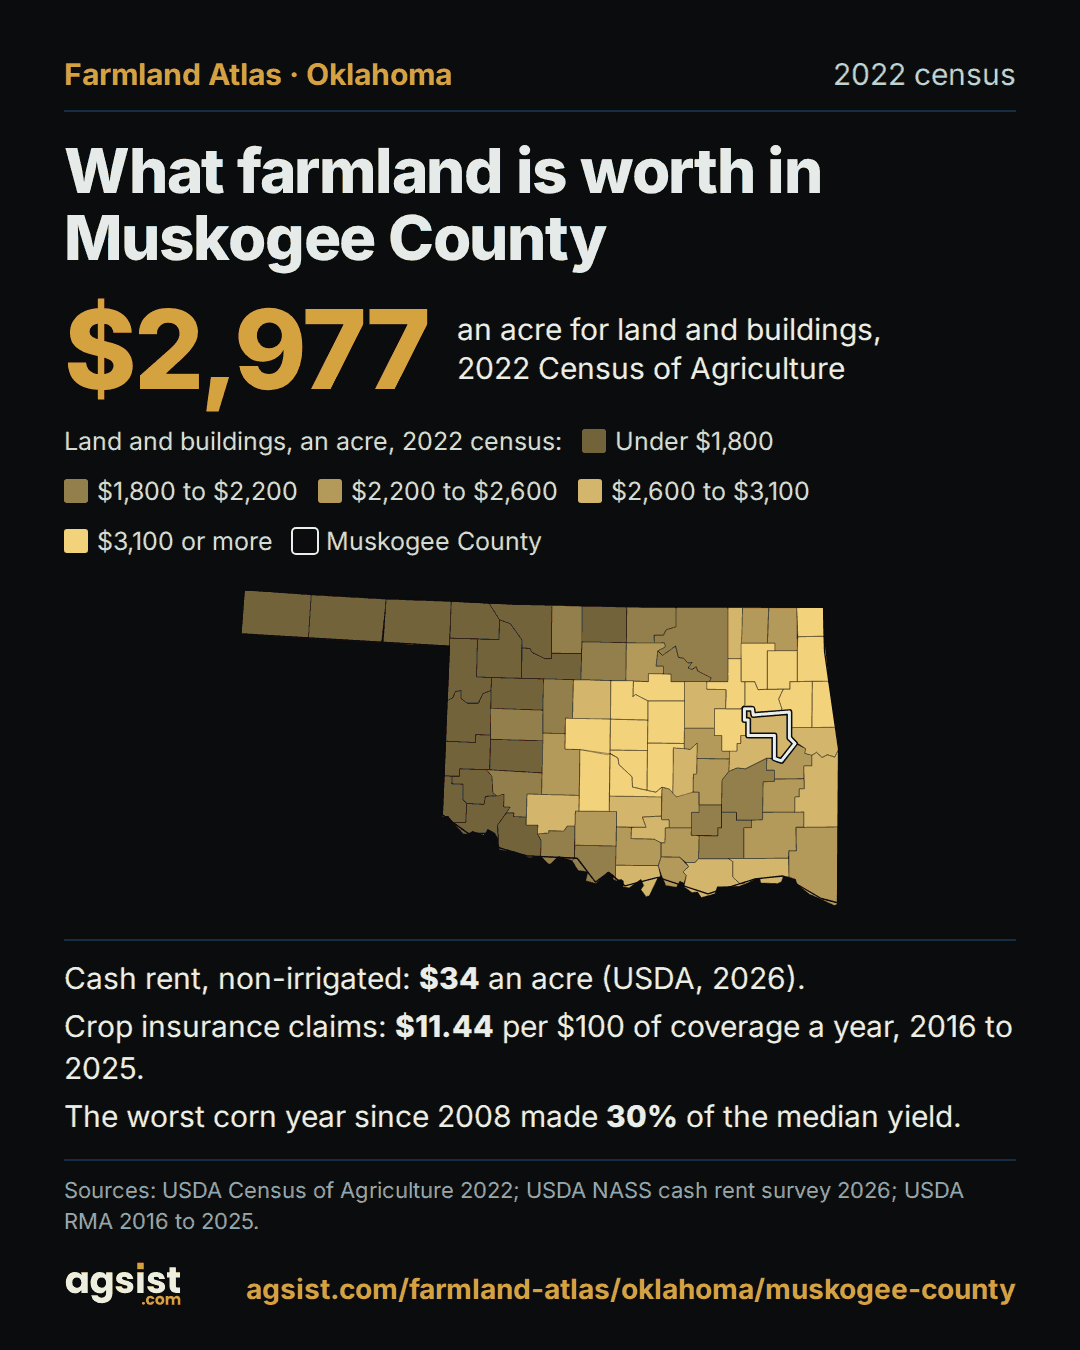 Farmland Atlas · Oklahoma
2022 census
What farmland is worth in
Muskogee County
$2,977
an acre for land and buildings,
2022 Census of Agriculture
Land and buildings, an acre, 2022 census:
Under $1,800
$1,800 to $2,200
$2,200 to $2,600
$2,600 to $3,100
$3,100 or more
Muskogee County
Cash rent, non-irrigated: $34 an acre (USDA, 2026).
Crop insurance claims: $11.44 per $100 of coverage a year, 2016 to
2025.
The worst corn year since 2008 made 30% of the median yield.
Sources: USDA Census of Agriculture 2022; USDA NASS cash rent survey 2026; USDA
RMA 2016 to 2025.
agsist
.com
agsist.com/farmland-atlas/oklahoma/muskogee-county